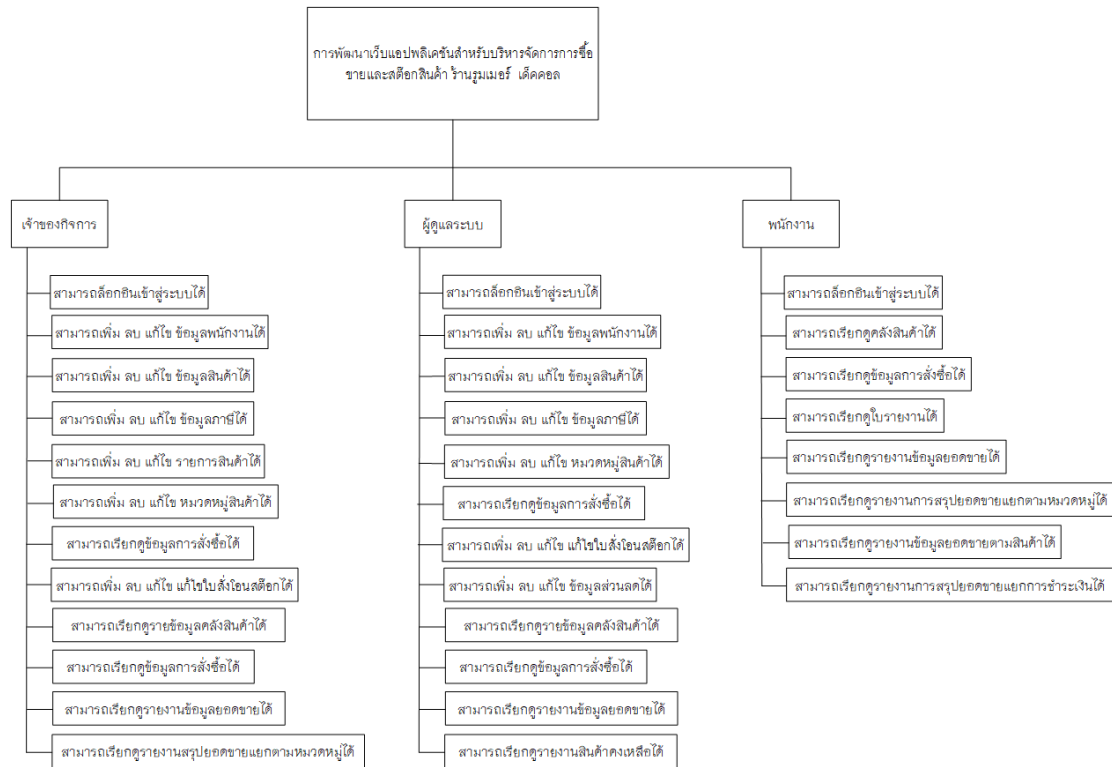 การพัฒนาเว็บแอปพลิเคชันสำหรับบริหารจัดการการซื้อ
ขายและสต๊อกสินค้า ร้านรูมเมอร์ เด็คคอล
เจ้าของกิจการ
สามารถล็อกอินเข้าสู่ระบบได้
สามารถเพิ่ม ลบ แก้ไข ข้อมูลพนักงานได้
สามารถเพิ่ม ลบ แก้ไข ข้อมูลสินค้าได้
สามารถเพิ่ม ลบ แก้ไข ข้อมูลภาษีได้
สามารถเพิ่ม ลบ แก้ไข รายการสินค้าได้
สามารถเพิ่ม ลบ แก้ไข หมวดหมู่สินค้าได้
สามารถเรียกดูข้อมูลการสั่งซื้อได้
สามารถเพิ่ม ลบ แก้ไข แก้ไขใบสั่งโอนสต๊อกได้
สามารถเรียกดูรายข้อมูลคลังสินค้าได้
สามารถเรียกดูข้อมูลการสั่งซื้อได้
สามารถเรียกดูรายงานข้อมูลยอดขายได้
สามารถเรียกดูรายงานสรุปยอดขายแยกตามหมวดหมู่ได้
ผู้ดูแลระบบ
สามารถล็อกอินเข้าสู่ระบบได้
สามารถเพิ่ม ลบ แก้ไข ข้อมูลพนักงานได้
สามารถเพิ่ม ลบ แก้ไข ข้อมูลสินค้าได้
สามารถเพิ่ม ลบ แก้ไข ข้อมูลภาษีได้
สามารถเพิ่ม ลบ แก้ไข หมวดหมู่สินค้าได้
สามารถเรียกดูข้อมูลการสั่งซื้อได้
สามารถเพิ่ม ลบ แก้ไข แก้ไขใบสั่งโอนสต๊อกได้
สามารถเพิ่ม ลบ แก้ไข ข้อมูลส่วนลดได้
สามารถเรียกดูรายข้อมูลคลังสินค้าได้
สามารถเรียกดูข้อมูลการสั่งซื้อได้
สามารถเรียกดูรายงานข้อมูลยอดขายได้
สามารถเรียกดูรายงานสินค้าคงเหลือได้
พนักงาน
สามารถล็อกอินเข้าสู่ระบบได้
สามารถเรียกดูคลังสินค้าได้
สามารถเรียกดูข้อมูลการสั่งซื้อได้
สามารถเรียกดูใบรายงานได้
สามารถเรียกดูรายงานข้อมูลยอดขายได้
สามารถเรียกดูรายงานการสรุปยอดขายแยกตามหมวดหมู่ได้
สามารถเรียกดูรายงานข้อมูลยอดขายตามสินค้าได้
สามารถเรียกดูรายงานการสรุปยอดขายแยกการชำระเงินได้